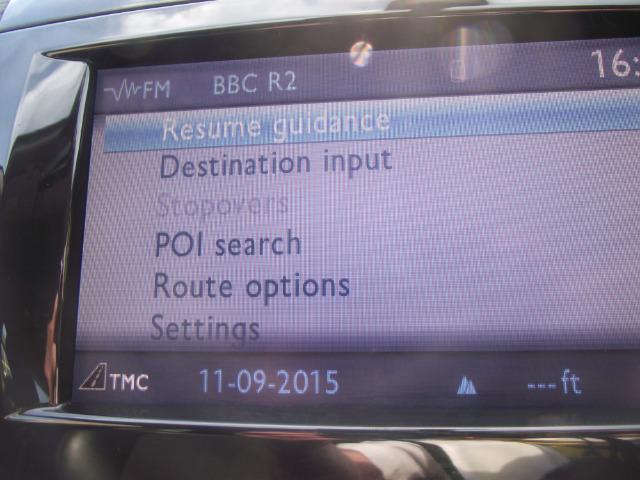 FM BBC R2 16:
Resume guidance
Destination input
Stopovers
POI search
Route options
Settings
TMC 11-09-2015 ---ft